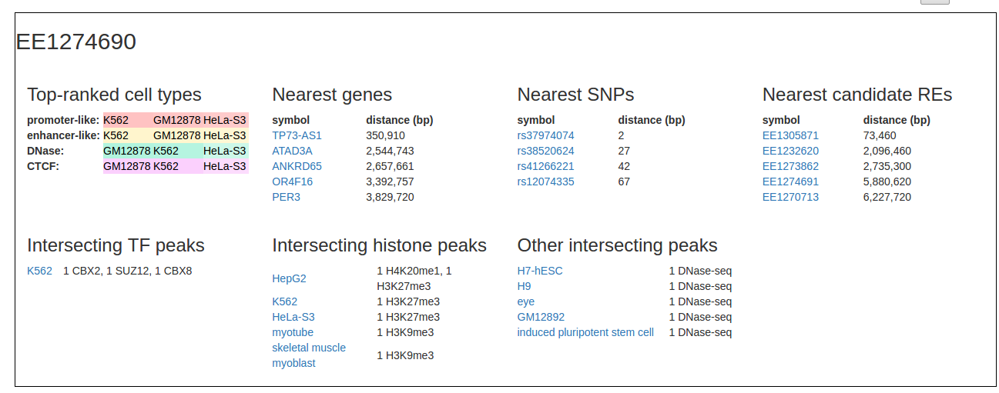 EE1274690
Top-ranked cell types
promoter-like: K562 GM12878 HeLa-S3
enhancer-like: K562 GM12878 HeLa-S3
DNase: GM12878 K562 HeLa-S3
CTCF: GM12878 K562 HeLa-S3
Nearest genes
symbol distance (bp)
TP73-AS1 350,910
ATAD3A 2,544,743
ANKRD65 2,657,661
OR4F16 3,392,757
PER3 3,829,720
Nearest SNPs
symbol distance (bp)
rs37974074 2
rs38520624 27
rs41266221 42
rs12074335 67
Nearest candidate REs
symbol distance (bp)
EE1305871 73,460
EE1232620 2,096,460
EE1273862 2,735,300
EE1274691 5,880,620
EE1270713 6,227,720
Intersecting TF peaks
K562 1 CBX2, 1 SUZ12, 1 CBX8
Intersecting histone peaks
HepG2 1 H4K20me1, 1
H3K27me3
K562 1 H3K27me3
HeLa-S3 1 H3K27me3
myotube 1 H3K9me3
skeletal muscle
myoblast 1 H3K9me3
Other intersecting peaks
H7-hESC 1 DNase-seq
H9 1 DNase-seq
eye 1 DNase-seq
GM12892 1 DNase-seq
induced pluripotent stem cell 1 DNase-seq